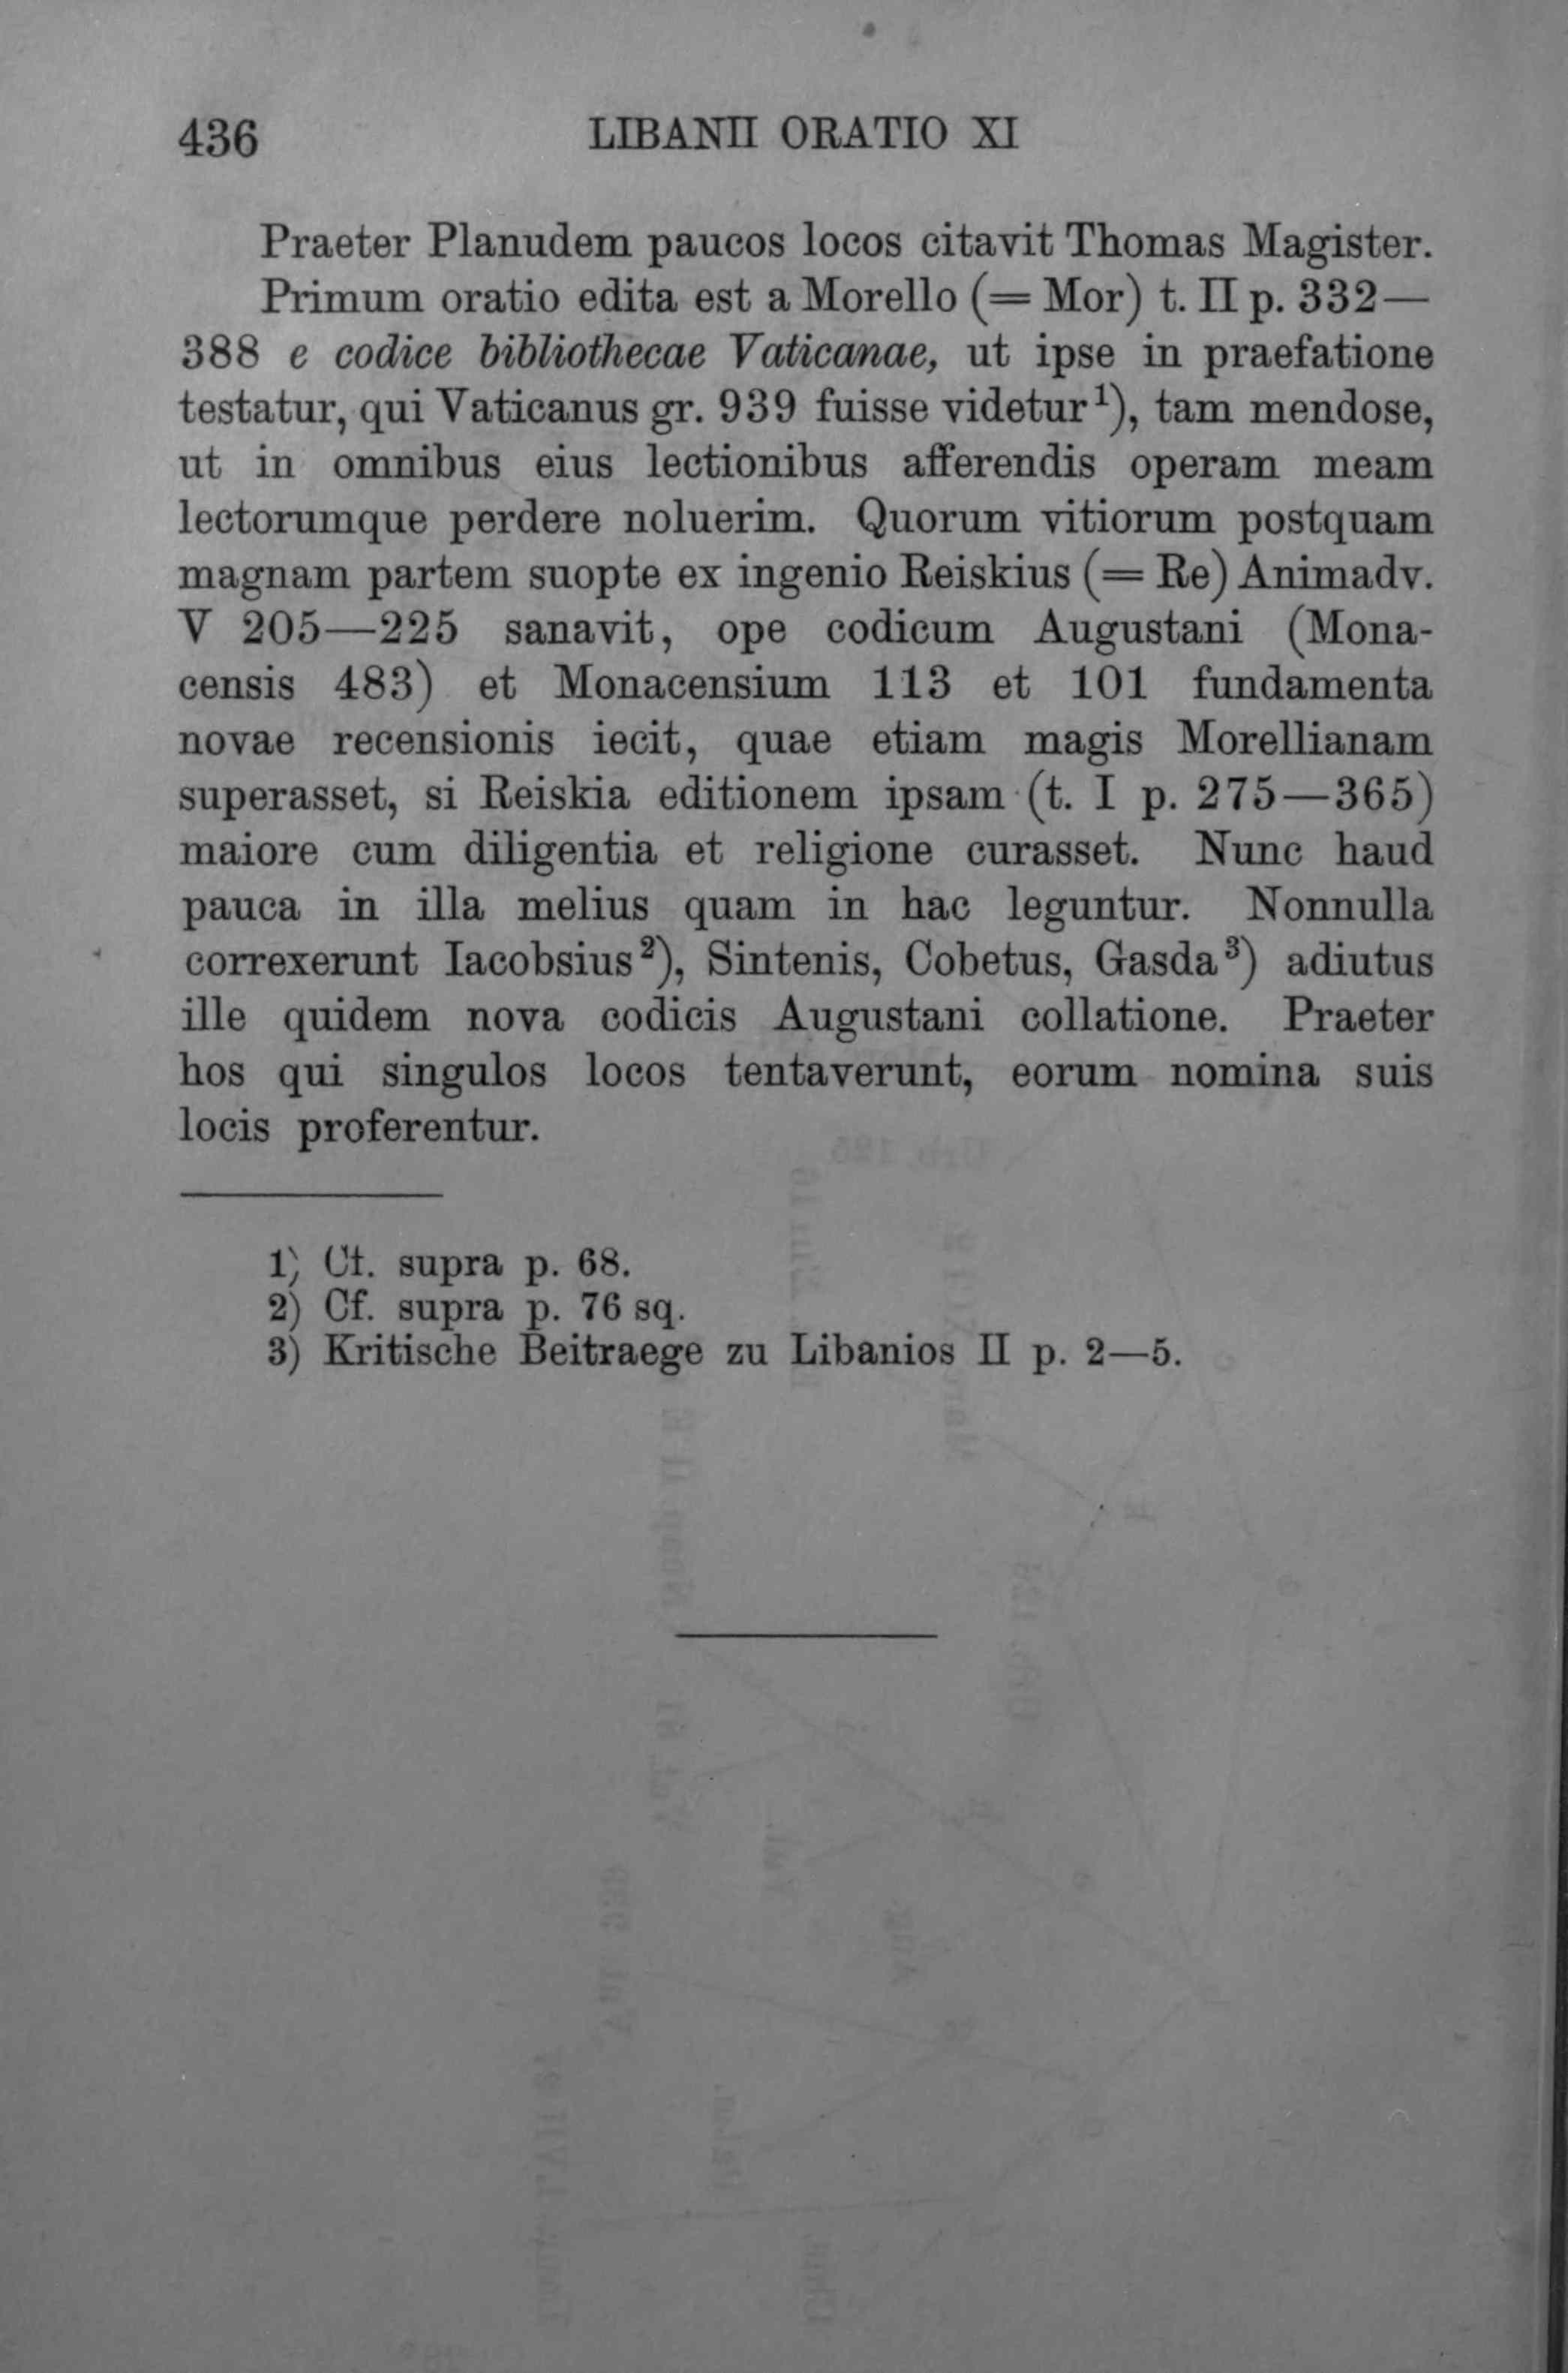 436 LIBANII ORATIO XI
Praeter Planudem paucos locos citavit Thomas Magister.
Primum oratio edita est a Morello (= Mor) t. II p. 332—
388 e codice bibliothecae Vaticanae, ut ipse in praefatione
testatur, qui Vaticanus gr. 939 fuisse videtur¹), tam mendose,
ut in omnibus eius lectionibus afferendis operam meam
lectorumque perdere noluerim. Quorum vitiorum postquam
magnam partem suopte ex ingenio Reiskius (= Re) Animadv.
V 205—225 sanavit, ope codicum Augustani (Mona-
censis 483) et Monacensium 113 et 101 fundamenta
novae recensionis iecit, quae etiam magis Morellianam
superasset, si Reiskia editionem ipsam (t. I p. 275—365)
maiore cum diligentia et religione curasset. Nunc haud
pauca in illa melius quam in hac leguntur. Nonnulla
correxerunt Iacobsius²), Sintenis, Cobetus, Gasda³) adiutus
ille quidem nova codicis Augustani collatione. Praeter
hos qui singulos locos tentaverunt, eorum nomina suis
locis proferentur.
1) Cf. supra p. 68.
2) Cf. supra p. 76 sq.
3) Kritische Beitraege zu Libanios II p. 2—5.